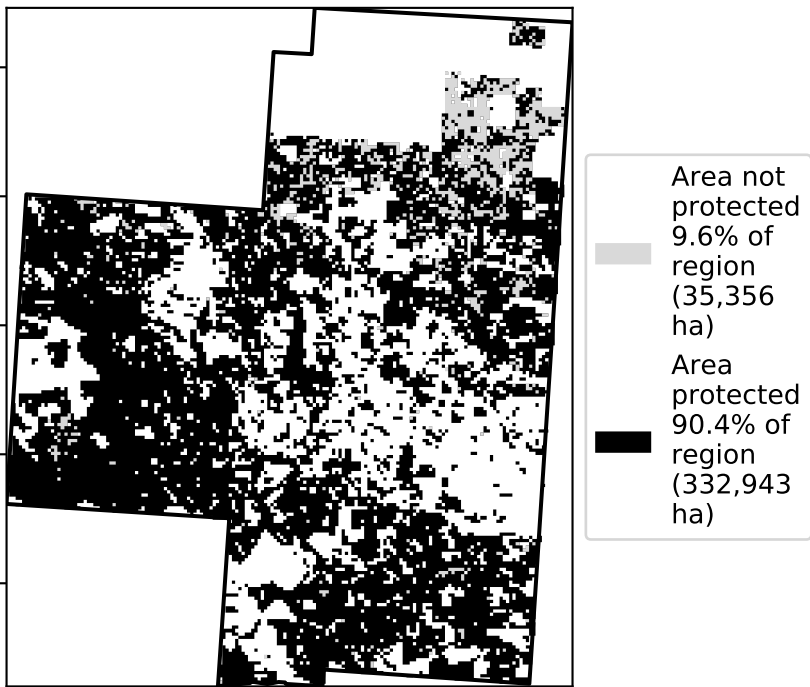 Area not
protected
9.6% of
region
(35,356
ha)
Area
protected
90.4% of
region
(332,943
ha)